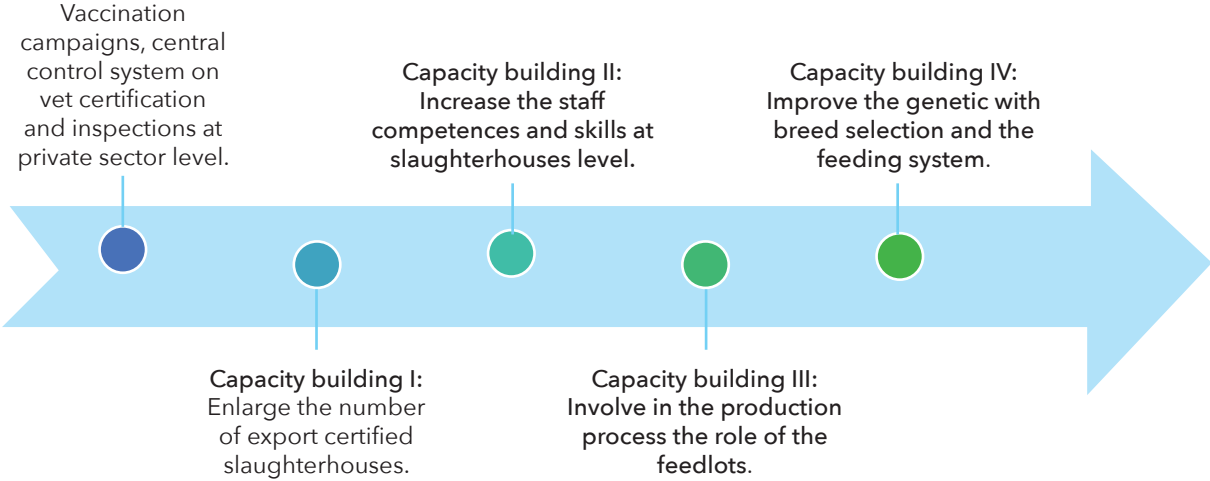 Vaccination
campaigns, central
control system on
vet certification
and inspections at
private sector level.
Capacity building I:
Enlarge the number
of export certified
slaughterhouses.
Capacity building II:
Increase the staff
competences and skills at
slaughterhouses level.
Capacity building III:
Involve in the production
process the role of the
feedlots.
Capacity building IV:
Improve the genetic with
breed selection and the
feeding system.